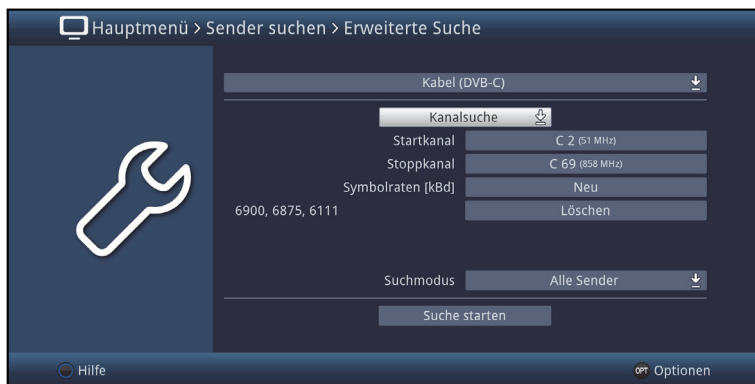 Hauptmenü > Sender suchen > Erweiterte Suche
Kabel (DVB-C)
Kanalsuche
Startkanal C 2 (51 MHz)
Stoppkanal C 69 (858 MHz)
Symbolraten [kBd] Neu
6900, 6875, 6111 Löschen
Suchmodus Alle Sender
Suche starten
Hilfe OPT Optionen